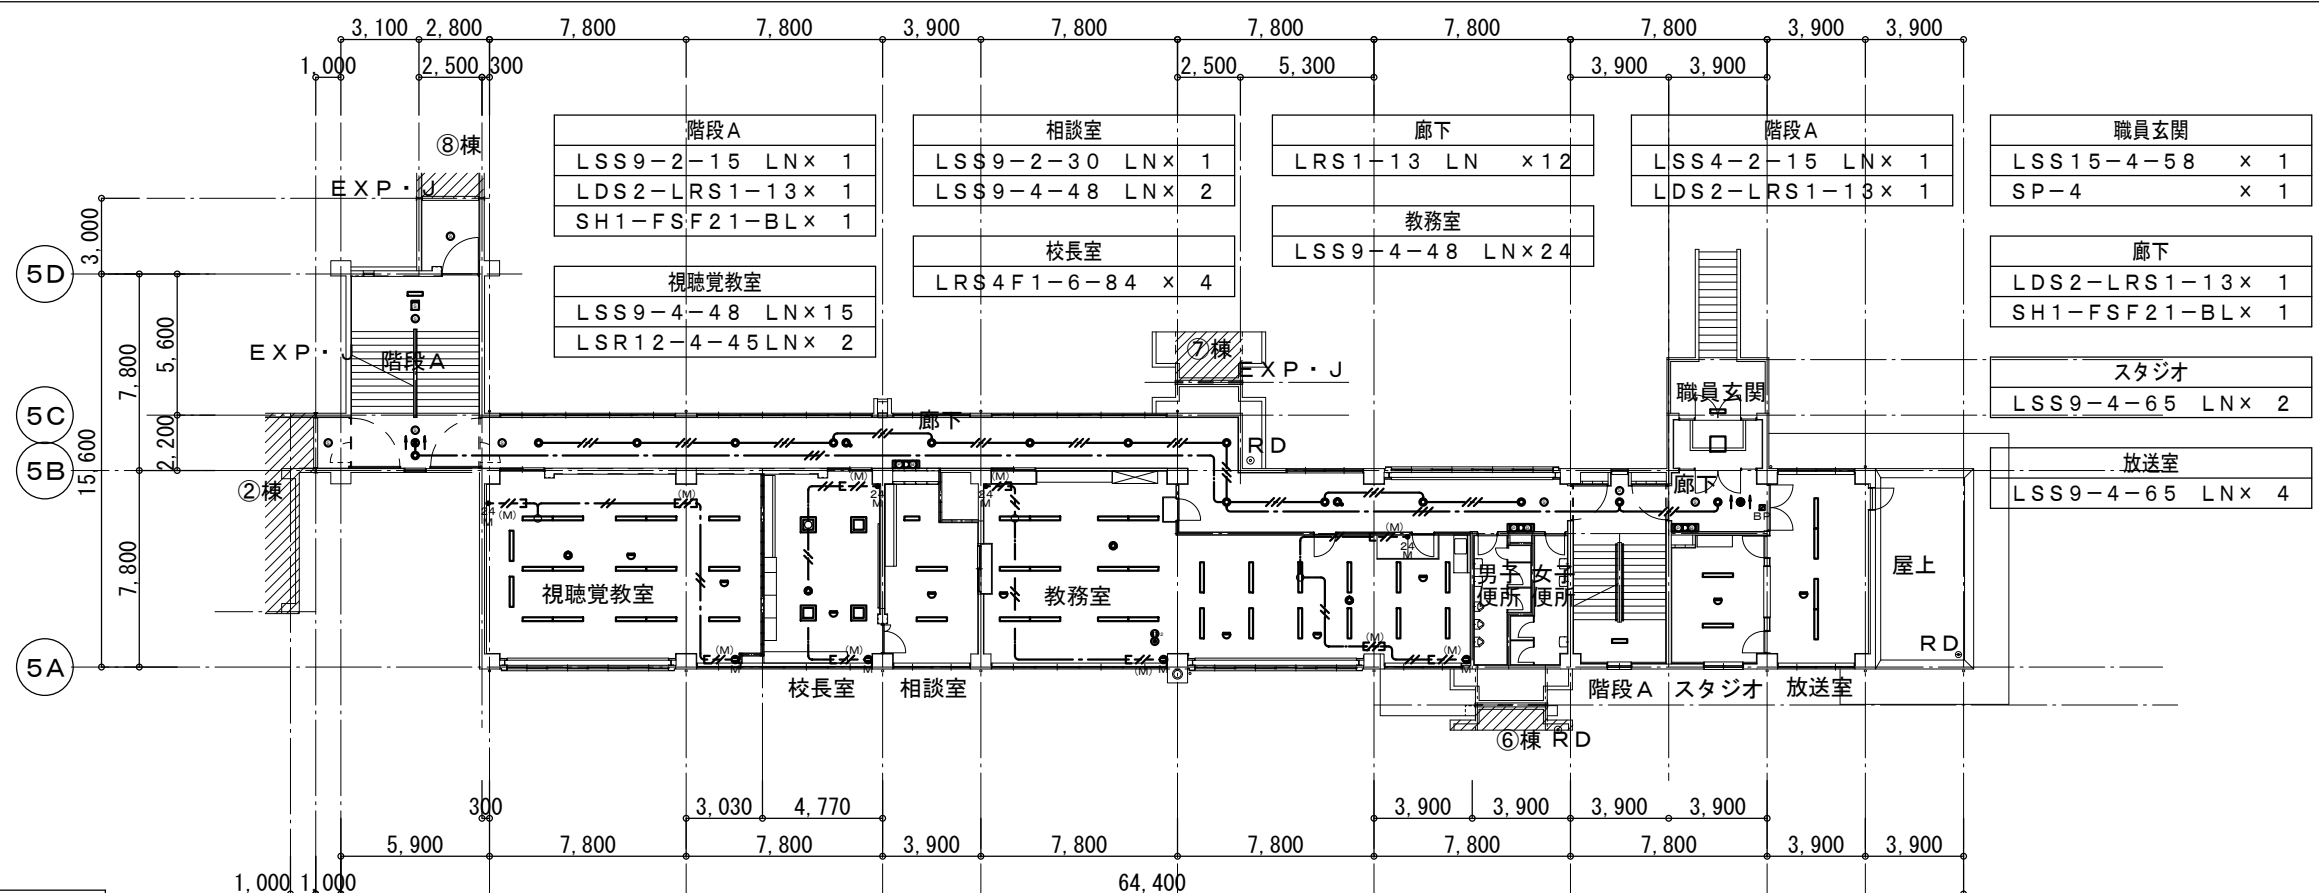 3,100 2,800 7,800 7,800 3,900 7,800 7,800 7,800 7,800 3,900 3,900
1,000 2,500 300 2,500 5,300 3,900 3,900
階段A
LSS9-2-15 LN× 1
LDS2-LRS1-13× 1
SH1-FSF21-BL× 1
視聴覚教室
LSS9-4-48 LN×15
LSR12-4-45LN× 2
相談室
LSS9-2-30 LN× 1
LSS9-4-48 LN× 2
校長室
LRS4F1-6-84 × 4
廊下
LRS1-13 LN ×12
教務室
LSS9-4-48 LN×24
階段A
LSS4-2-15 LN× 1
LDS2-LRS1-13× 1
職員玄関
LSS15-4-58 × 1
SP-4 × 1
廊下
LDS2-LRS1-13× 1
SH1-FSF21-BL× 1
スタジオ
LSS9-4-65 LN× 2
放送室
LSS9-4-65 LN× 4
⑧棟
EXP・J
3,000
5D
5,600
7,800
EXP・J
階段A
⑦棟
EXP・J
職員玄関
5C
廊下
2,200
15,600
RD
5B
②棟
廊下
(M)
(M)
(M)
24
M
(M)
24
M
24
M
(M)
(M)
24
M
BP
7,800
視聴覚教室
教務室
男子
便所
女子
便所
屋上
RD
(M)
M
(M)
(M)
M
(M)
(M)
M
5A
校長室 相談室 階段A スタジオ 放送室
⑥棟 RD
300 3,030 4,770 3,900 3,900 3,900 3,900
5,900 7,800 7,800 3,900 7,800 7,800 7,800 7,800 3,900 3,900
1,000 1,000 64,400